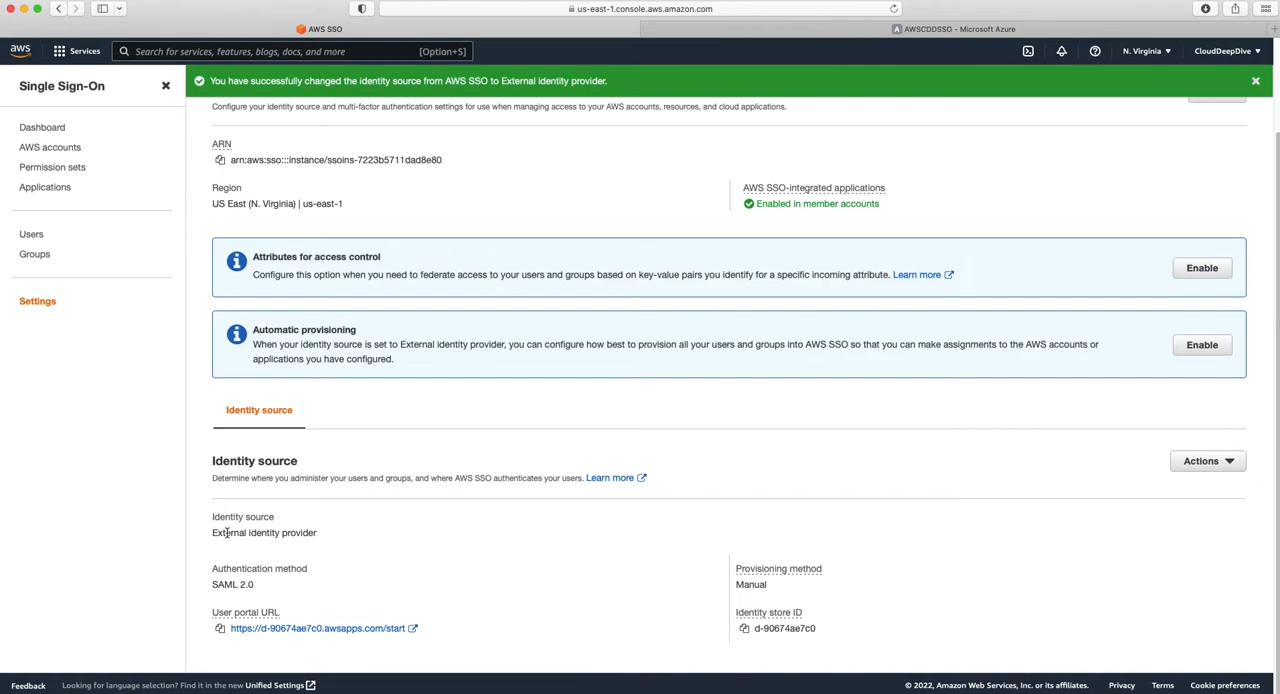 us-east-1.console.aws.amazon.com
AWS SSO
AWSCDDSSO - Microsoft Azure
aws
Services
Search for services, features, blogs, docs, and more
[Option+S]
N. Virginia
CloudDeepDive
Single Sign-On
You have successfully changed the identity source from AWS SSO to External identity provider.
Configure your identity source and multi-factor authentication settings for use when managing access to your AWS accounts, resources, and cloud applications.
Dashboard
AWS accounts
Permission sets
Applications
Users
Groups
Settings
ARN
arn:aws:sso:::instance/ssoins-7223b5711dad8e80
Region
US East (N. Virginia) | us-east-1
AWS SSO-integrated applications
Enabled in member accounts
Attributes for access control
Configure this option when you need to federate access to your users and groups based on key-value pairs you identify for a specific incoming attribute. Learn more
Enable
Automatic provisioning
When your identity source is set to External identity provider, you can configure how best to provision all your users and groups into AWS SSO so that you can make assignments to the AWS accounts or
applications you have configured.
Enable
Identity source
Identity source
Actions
Determine where you administer your users and groups, and where AWS SSO authenticates your users. Learn more
Identity source
External identity provider
Authentication method
SAML 2.0
Provisioning method
Manual
User portal URL
https://d-90674ae7c0.awsapps.com/start
Identity store ID
d-90674ae7c0
Feedback
Looking for language selection? Find it in the new Unified Settings
© 2022, Amazon Web Services, Inc. or its affiliates.
Privacy
Terms
Cookie preferences